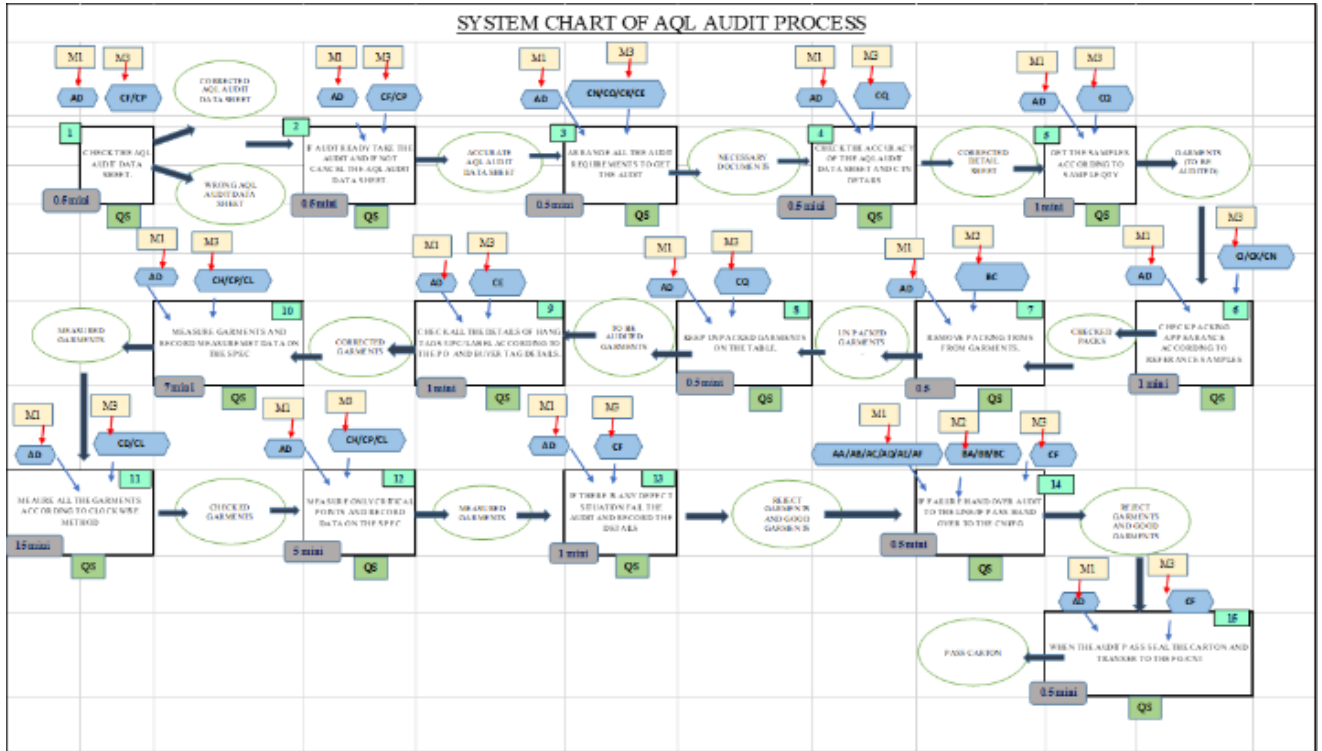 SYSTEM CHART OF AQL AUDIT PROCESS
M1
M3
AD
CF/CP
CORRECTED
AQL AUDIT
DATA SHEET
1
CHECK THE AQL
AUDIT DATA
SHEET.
0.5 mini
QS
WRONG AQL
AUDIT DATA
SHEET
M1
M3
AD
CF/CP
2
IF AUDIT READY TAKE THE
AUDIT AND IF NOT
CANCEL THE AQL AUDIT
DATA SHEET.
0.5 mini
QS
ACCURATE
AQL AUDIT
DATA SHEET
M1
M3
AD
3
ARRANGE ALL THE AUDIT
REQUIREMENTS TO GET
THE AUDIT
0.5 mini
QS
NECESSARY
DOCUMENTS
M1
M3
AD
CQ
4
CHECK THE ACCURACY
OF THE AQL AUDIT
DATA SHEET AND CTN
DETAILS
0.5 mini
QS
CORRECTED
DETAIL
SHEET
M1
M3
AD
CQ
5
GET THE SAMPLES
ACCORDING TO
SAMPLE QTY
1 mini
QS
GARMENTS
(TO BE
AUDITED)
M1
M3
AD
6
CHECK PACKING
APPEARANCE
ACCORDING TO
REFERANCE SAMPLES
1 mini
QS
CHECKED
PACKS
M1
M2
AD
BC
7
REMOVE PACKING TRIMS
FROM GARMENTS.
0.5
QS
UN PACKED
GARMENTS
M1
M3
AD
CQ
8
KEEP UNPACKED GARMENTS
ON THE TABLE.
0.5 mini
QS
TO BE
AUDITED
GARMENTS
M1
M3
AD
CE
9
CHECK ALL THE DETAILS OF HANG
TAGS UPC/LABEL ACCORDING TO
THE PO AND BUYER TAG DETAILS.
1 mini
QS
CORRECTED
GARMENTS
M1
M3
AD
CH/CP/CL
10
MEASURE GARMENTS AND
RECORD MEASUREMENT DATA ON
THE SPEC
7 mini
QS
MEASURED
GARMENTS
M1
M3
AD
CD/CL
11
ALL THE GARMENTS
ACCORDING TO CLOCK WISE
METHOD
15 mini
QS
CHECKED
GARMENTS
M1
M3
AD
CH/CP/CL
12
MEASURE ONLY CRITICAL
POINTS AND RECORD
DATA ON THE SPEC
5 mini
QS
MEASURED
GARMENTS
M1
M3
AD
CF
13
IF THERE IS ANY DEFECT
SITUATION FAIL THE
AUDIT AND RECORD THE
DETAILS
1 mini
QS
REJECT
GARMENTS
AND GOOD
GARMENTS
M1
M2
M3
AA/AB/AC/AD/AE/AF
BA/BB/BC
CF
14
HAND OVER AUDIT
PASS HAND
OVER TO THE
0.5 mini
QS
REJECT
GARMENTS
AND GOOD
GARMENTS
M1
M3
AD
CF
15
WHEN THE AUDIT PASS SEAL THE CARTON AND
TO THE
0.5 mini
QS
PASS CARTON